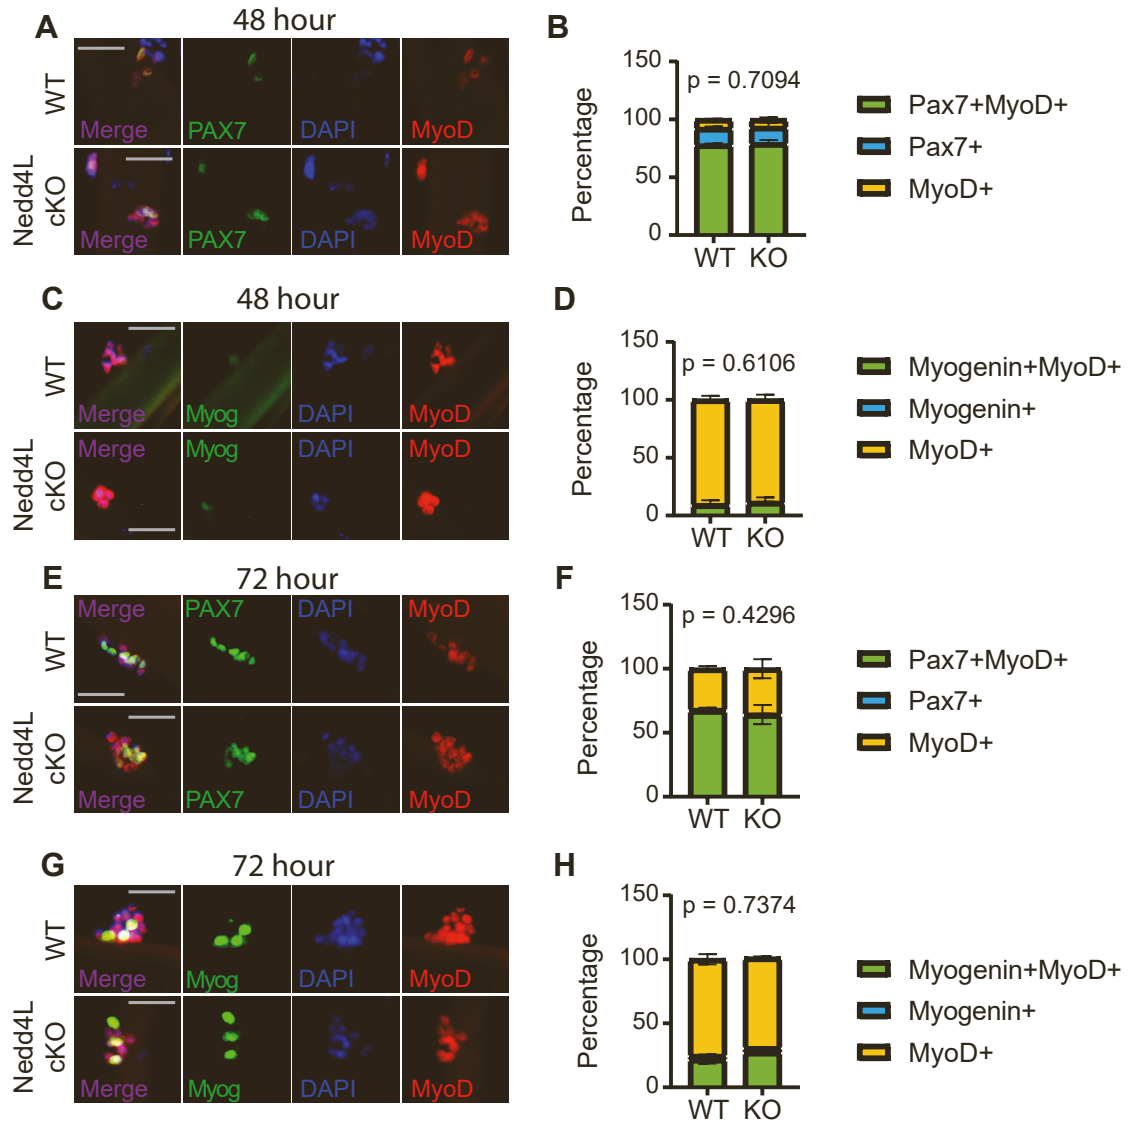 A
48 hour
WT
Merge
PAX7
DAPI
MyoD
Nedd4L
cKO
Merge
PAX7
DAPI
MyoD
B
Percentage
150
100
50
0
p = 0.7094
WT
KO
Pax7+MyoD+
Pax7+
MyoD+
C
48 hour
WT
Merge
Myog
DAPI
MyoD
Nedd4L
cKO
Merge
Myog
DAPI
MyoD
D
Percentage
150
100
50
0
p = 0.6106
WT
KO
Myogenin+MyoD+
Myogenin+
MyoD+
E
72 hour
WT
Merge
PAX7
DAPI
MyoD
Nedd4L
cKO
Merge
PAX7
DAPI
MyoD
F
Percentage
150
100
50
0
p = 0.4296
WT
KO
Pax7+MyoD+
Pax7+
MyoD+
G
72 hour
WT
Merge
Myog
DAPI
MyoD
Nedd4L
cKO
Merge
Myog
DAPI
MyoD
H
Percentage
150
100
50
0
p = 0.7374
WT
KO
Myogenin+MyoD+
Myogenin+
MyoD+